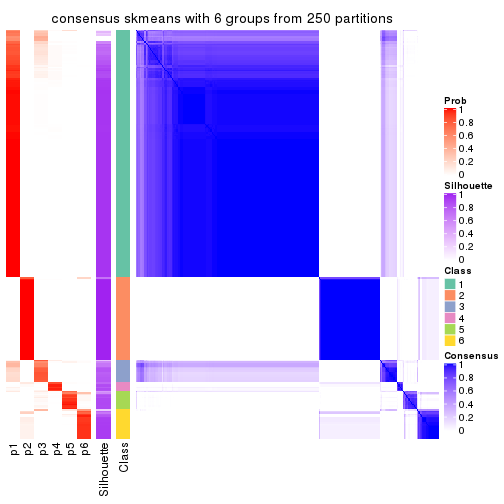 consensus skmeans with 6 groups from 250 partitions
Prob
1
0.8
0.6
0.4
0.2
0
Silhouette
1
0.8
0.6
0.4
0.2
0
Class
1
2
3
4
5
6
Consensus
1
0.8
0.6
0.4
0.2
0
p1
p2
p3
p4
p5
p6
Silhouette
Class